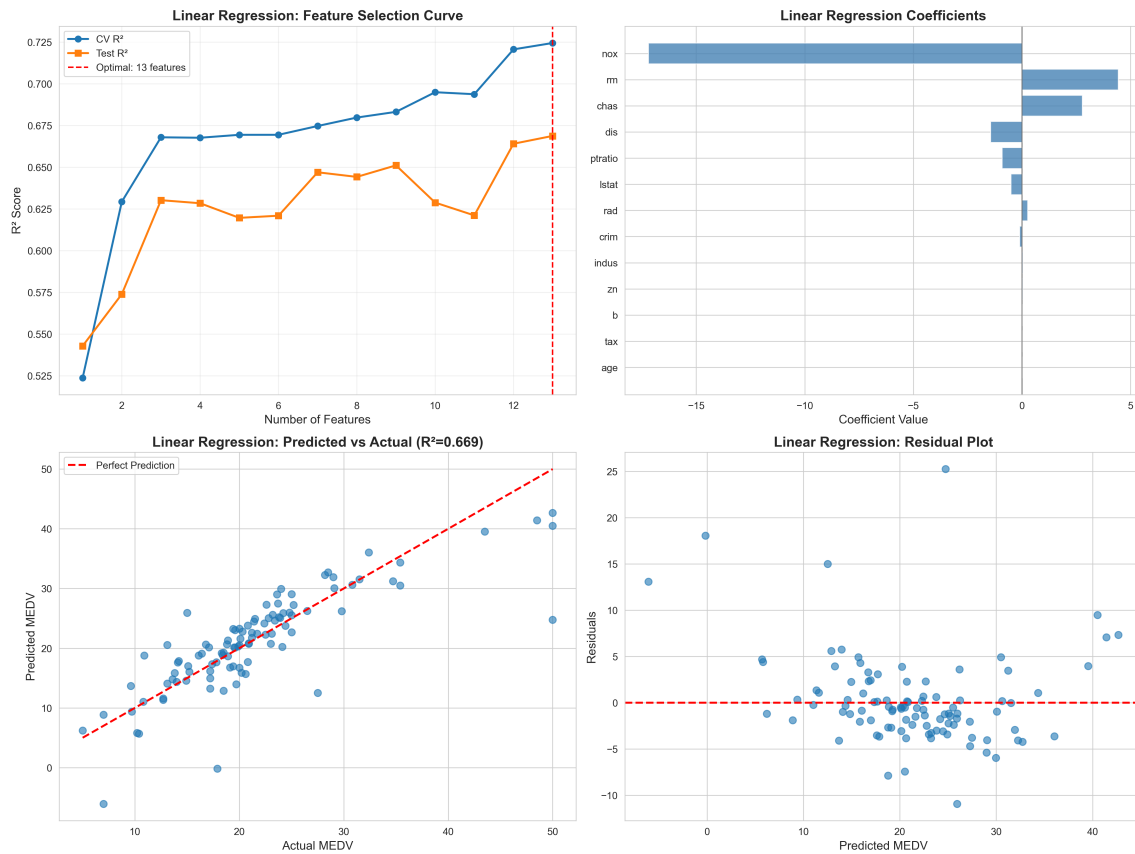 Linear Regression: Feature Selection Curve
CV R²
Test R²
Optimal: 13 features
R² Score
0.725
0.700
0.675
0.650
0.625
0.600
0.575
0.550
0.525
2 4 6 8 10 12
Number of Features
Linear Regression Coefficients
nox
rm
chas
dis
ptratio
lstat
rad
crim
indus
zn
b
tax
age
−15 −10 −5 0 5
Coefficient Value
Linear Regression: Predicted vs Actual (R²=0.669)
Perfect Prediction
Predicted MEDV
50
40
30
20
10
0
10 20 30 40 50
Actual MEDV
Linear Regression: Residual Plot
Residuals
25
20
15
10
5
0
−5
−10
0 10 20 30 40
Predicted MEDV